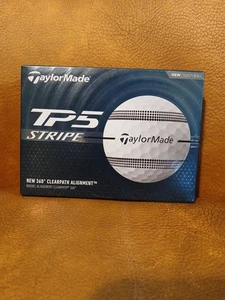 TaylorMade
NEW
TP5
STRIPE
TaylorMade
NEW 360° CLEARPATH ALIGNMENT™